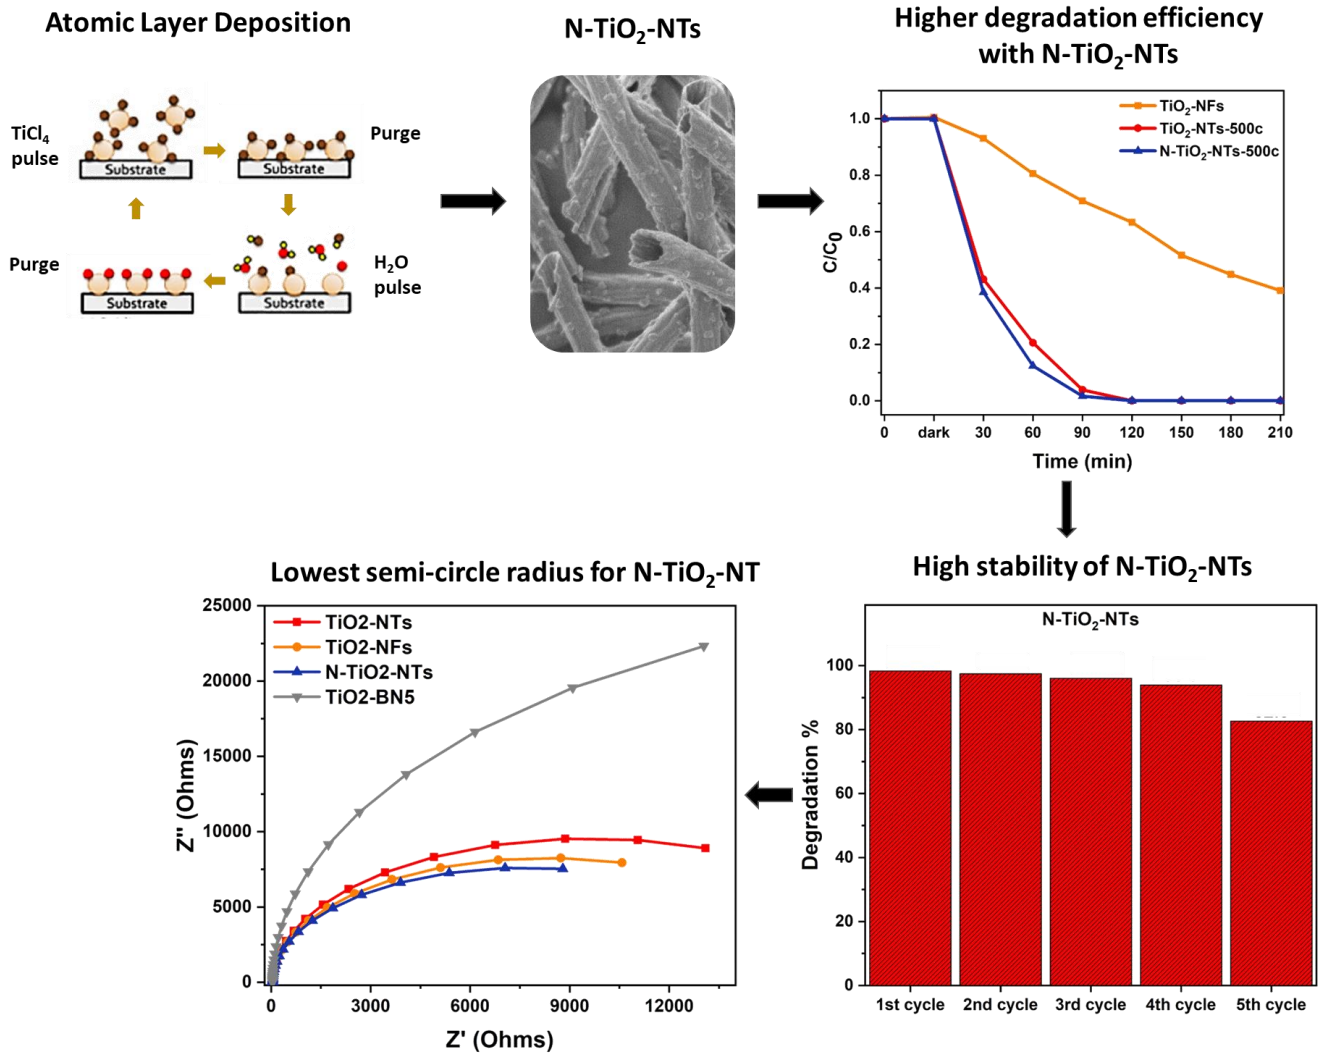 Atomic Layer Deposition
TiCl4
pulse
Substrate
Substrate
Purge
Purge
Substrate
Substrate
H2O
pulse
N-TiO2-NTs
Higher degradation efficiency
with N-TiO2-NTs
TiO2-NFs
TiO2-NTs-500c
N-TiO2-NTs-500c
C/C0
1.0
0.8
0.6
0.4
0.2
0.0
0 dark 30 60 90 120 150 180 210
Time (min)
Lowest semi-circle radius for N-TiO2-NT
TiO2-NTs
TiO2-NFs
N-TiO2-NTs
TiO2-BN5
Z'' (Ohms)
25000
20000
15000
10000
5000
0
0 3000 6000 9000 12000
Z' (Ohms)
High stability of N-TiO2-NTs
N-TiO2-NTs
Degradation %
100
80
60
40
20
0
1st cycle 2nd cycle 3rd cycle 4th cycle 5th cycle